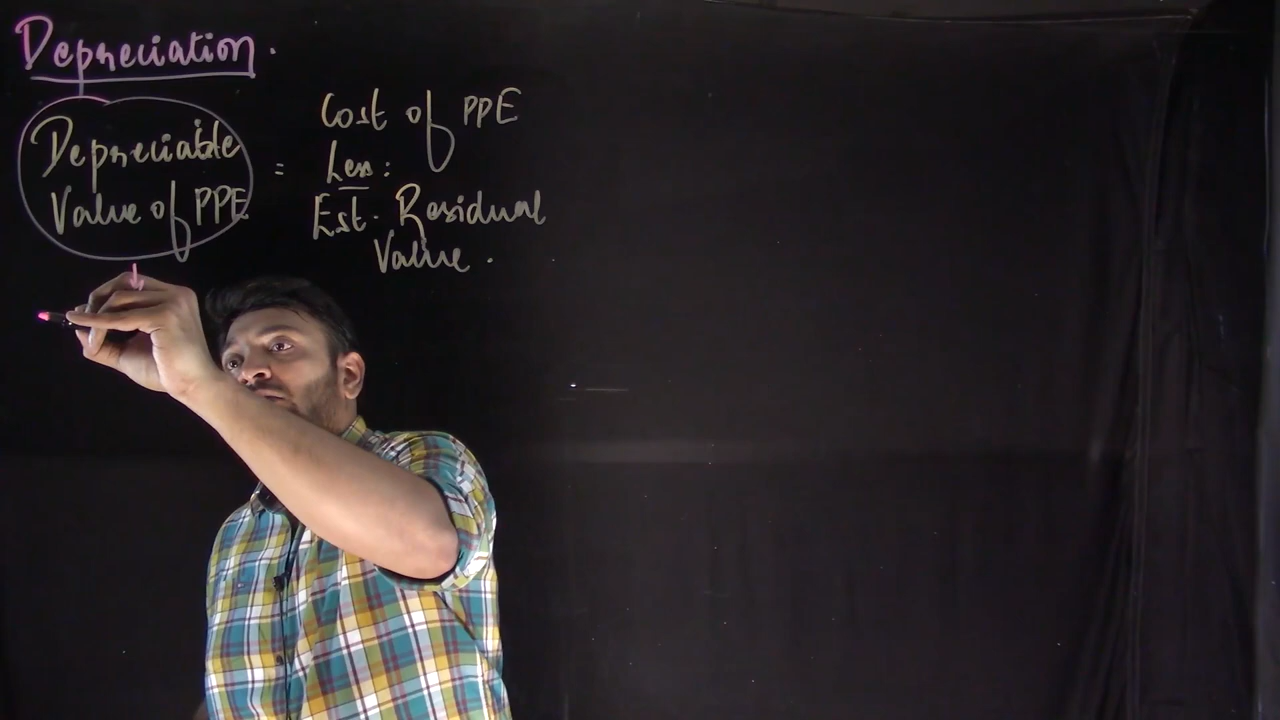 Depreciation.
Depreciable
Value of PPE
=
Cost of PPE
Less:
Est. Residual
Value.